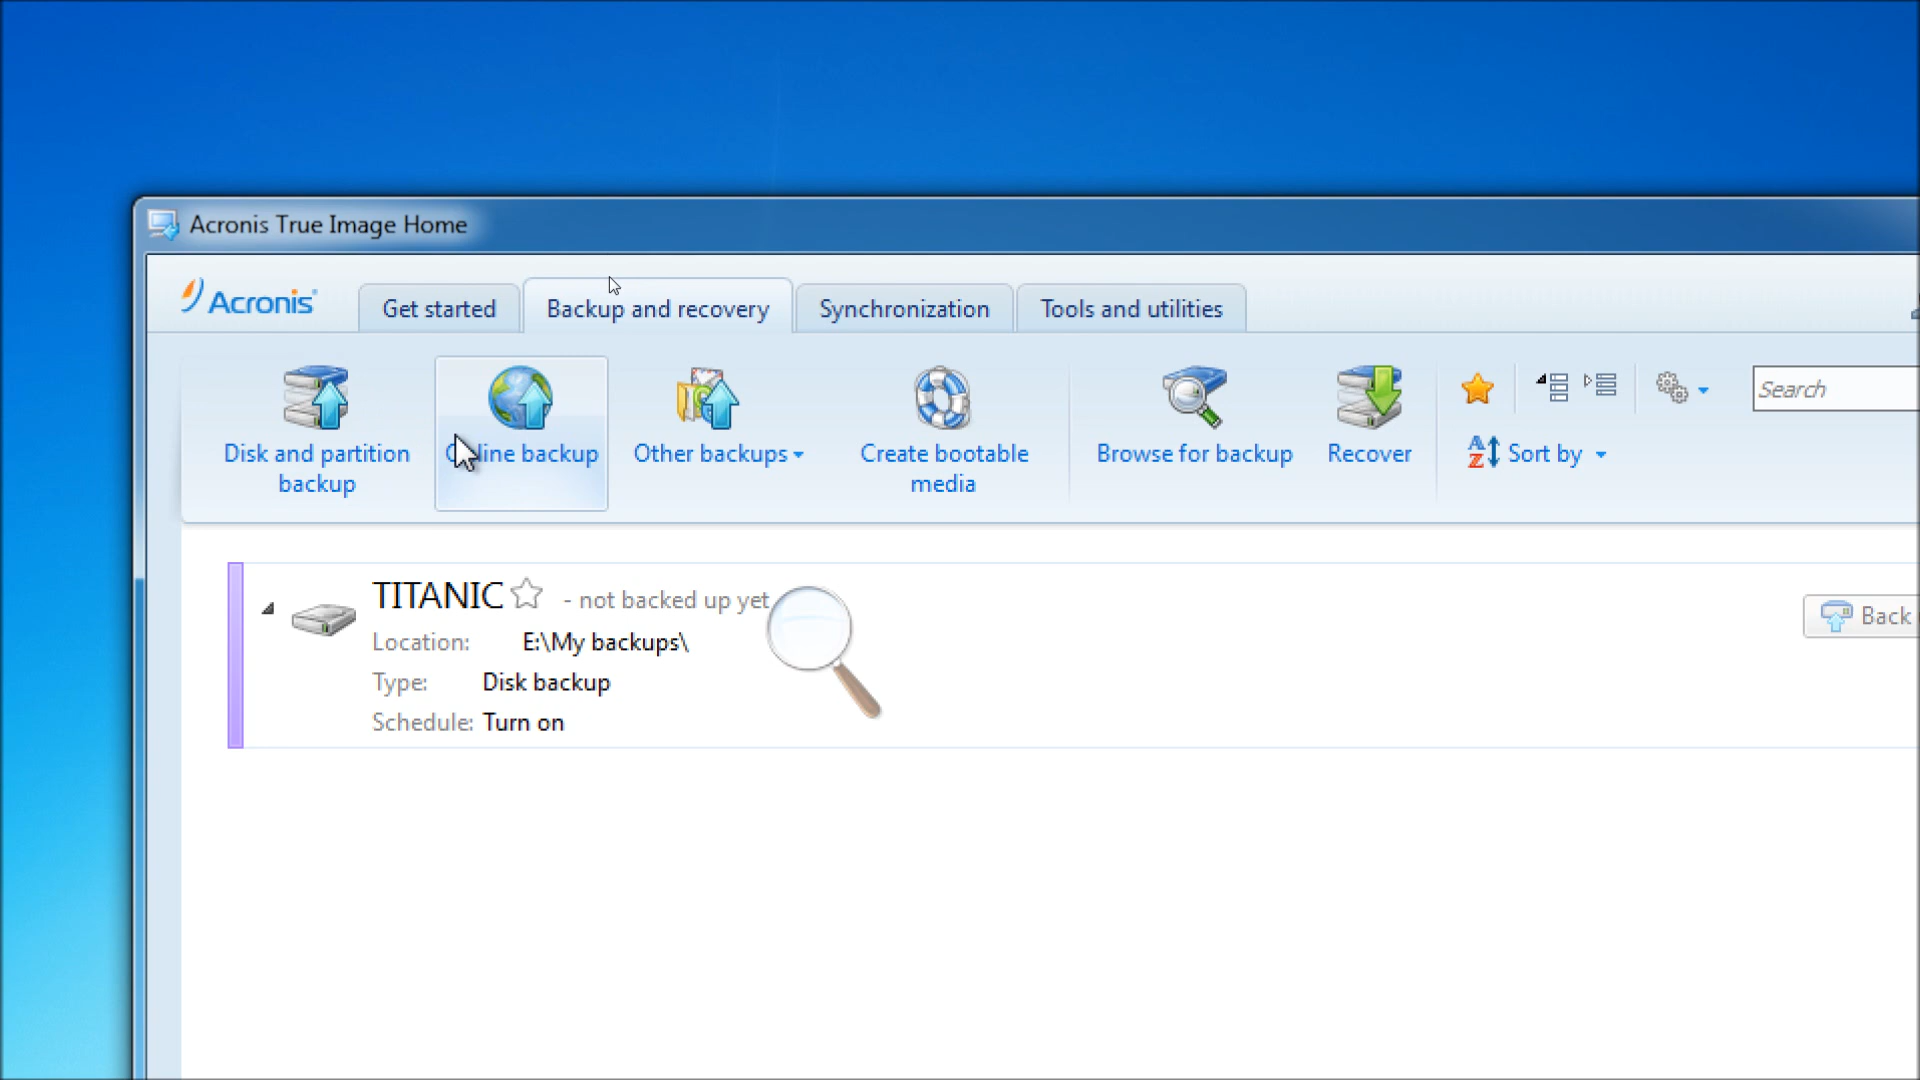 Acronis True Image Home
Acronis
Get started
Backup and recovery
Synchronization
Tools and utilities
Disk and partition
backup
backup
Other backups
Create bootable
media
Browse for backup
Recover
Sort by
Search
TITANIC - not backed up yet
Location: E:\My backups\
Type: Disk backup
Schedule: Turn on
Back